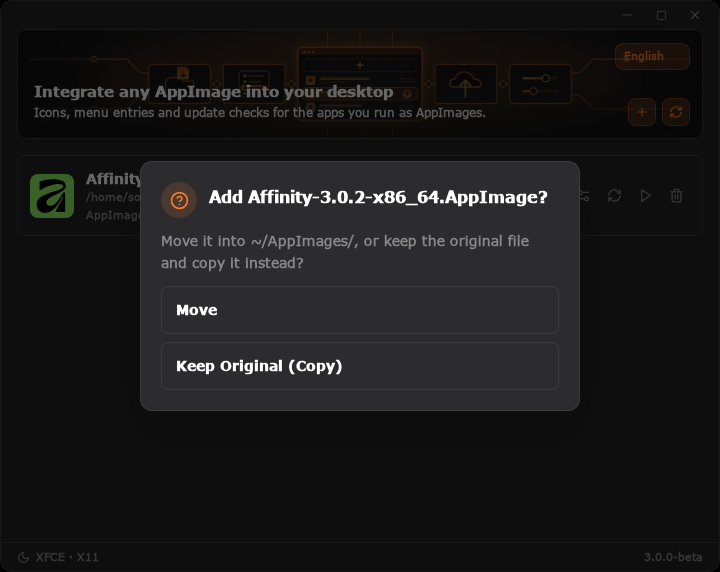 English
Integrate any AppImage into your desktop
Icons, menu entries and update checks for the apps you run as AppImages.
Affinity
/home/so
AppImage
Add Affinity-3.0.2-x86_64.AppImage?
Move it into ~/AppImages/, or keep the original file
and copy it instead?
Move
Keep Original (Copy)
XFCE · X11
3.0.0-beta